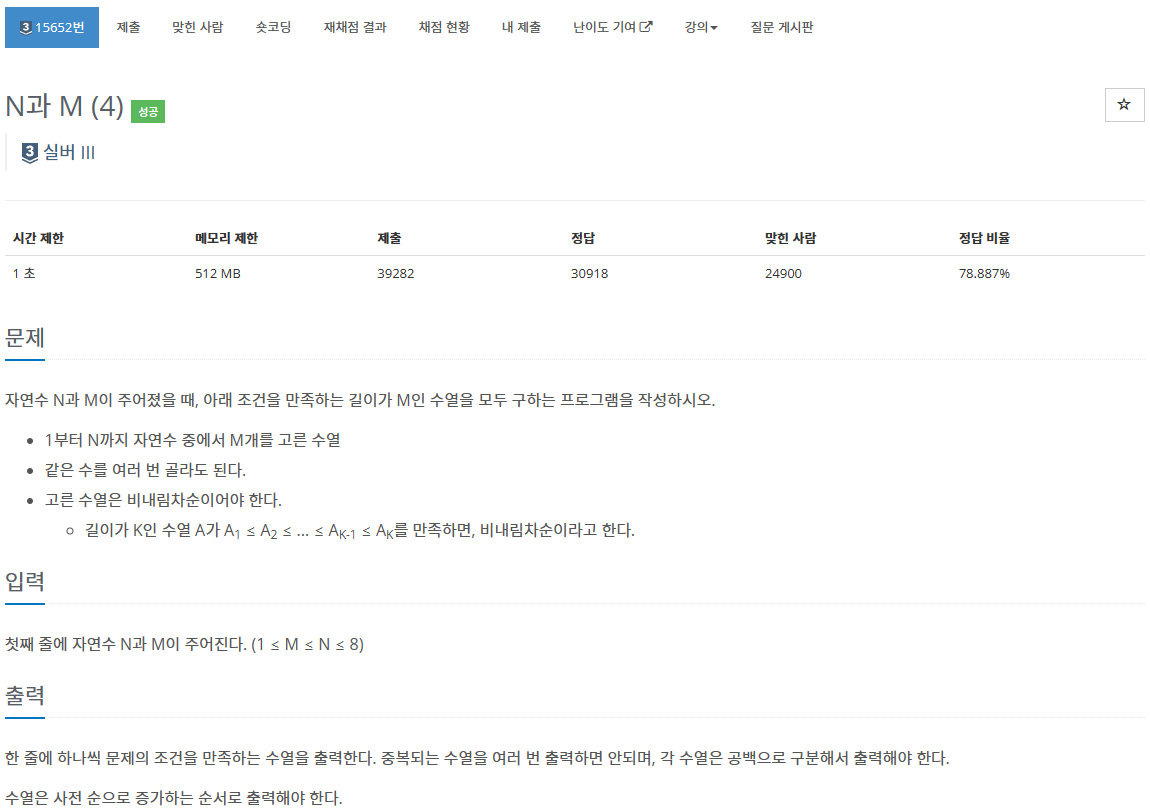 3 15652번 제출 맞힌 사람 숏코딩 재채점 결과 채점 현황 내 제출 난이도 기여 강의 질문 게시판
N과 M (4) 성공
3 실버 III
시간 제한 메모리 제한 제출 정답 맞힌 사람 정답 비율
1 초 512 MB 39282 30918 24900 78.887%
문제
자연수 N과 M이 주어졌을 때, 아래 조건을 만족하는 길이가 M인 수열을 모두 구하는 프로그램을 작성하시오.
• 1부터 N까지 자연수 중에서 M개를 고른 수열
• 같은 수를 여러 번 골라도 된다.
• 고른 수열은 비내림차순이어야 한다.
◦ 길이가 K인 수열 A가 A1 ≤ A2 ≤ ... ≤ AK-1 ≤ AK를 만족하면, 비내림차순이라고 한다.
입력
첫째 줄에 자연수 N과 M이 주어진다. (1 ≤ M ≤ N ≤ 8)
출력
한 줄에 하나씩 문제의 조건을 만족하는 수열을 출력한다. 중복되는 수열을 여러 번 출력하면 안되며, 각 수열은 공백으로 구분해서 출력해야 한다.
수열은 사전 순으로 증가하는 순서로 출력해야 한다.